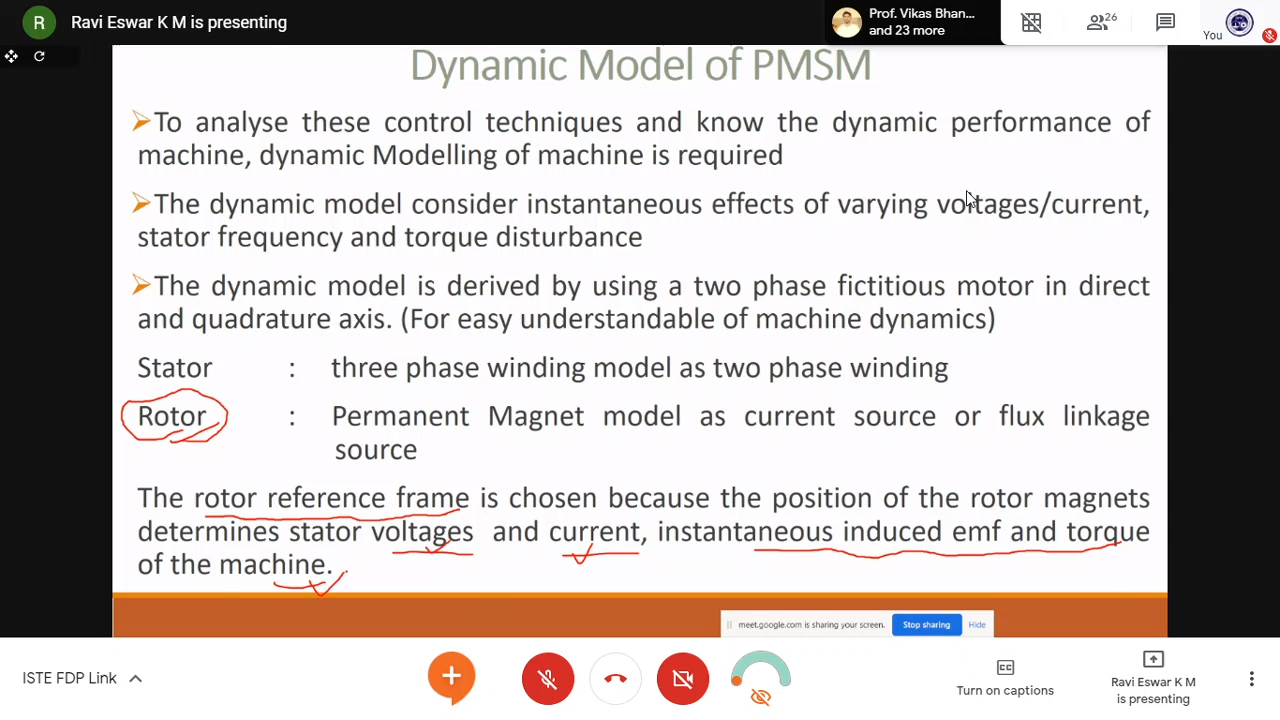 R Ravi Eswar K M is presenting
Prof. Vikas Bhan...
and 23 more
26
You
Dynamic Model of PMSM
To analyse these control techniques and know the dynamic performance of
machine, dynamic Modelling of machine is required
The dynamic model consider instantaneous effects of varying voltages/current,
stator frequency and torque disturbance
The dynamic model is derived by using a two phase fictitious motor in direct
and quadrature axis. (For easy understandable of machine dynamics)
Stator : three phase winding model as two phase winding
Rotor : Permanent Magnet model as current source or flux linkage
source
The rotor reference frame is chosen because the position of the rotor magnets
determines stator voltages and current, instantaneous induced emf and torque
of the machine.
meet.google.com is sharing your screen. Stop sharing Hide
ISTE FDP Link
CC
Turn on captions
Ravi Eswar K M
is presenting